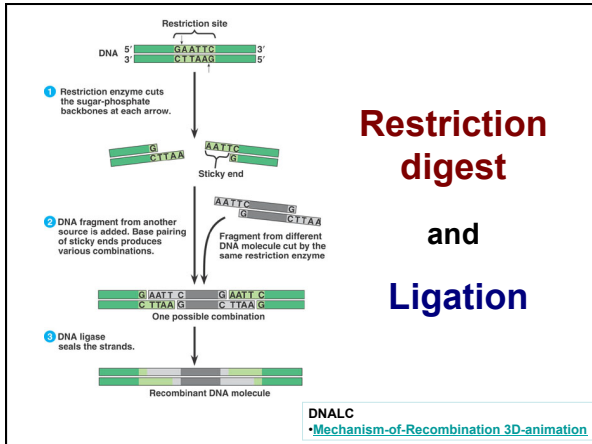 Restriction site
DNA 5′ GAATTC 3′
3′ CTTAAG 5′
1 Restriction enzyme cuts
the sugar-phosphate
backbones at each arrow.
G AATTC
CTTAA G
Sticky end
2 DNA fragment from another
source is added. Base pairing
of sticky ends produces
various combinations.
AATTC G
G CTTAA
Fragment from different
DNA molecule cut by the
same restriction enzyme
G AATT C G AATT C
C TTAA G C TTAA G
One possible combination
3 DNA ligase
seals the strands.
Recombinant DNA molecule
Restriction
digest
and
Ligation
DNALC
•Mechanism-of-Recombination 3D-animation